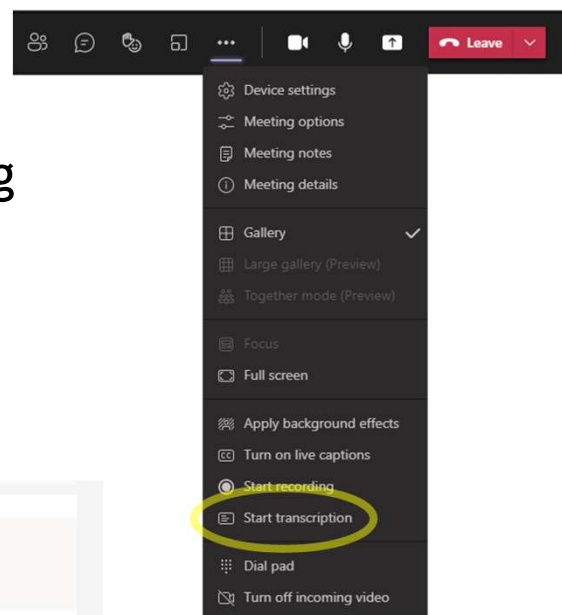 Leave
g
Device settings
Meeting options
Meeting notes
Meeting details
Gallery
Large gallery (Preview)
Together mode (Preview)
Focus
Full screen
Apply background effects
CC Turn on live captions
Start recording
Start transcription
Dial pad
Turn off incoming video